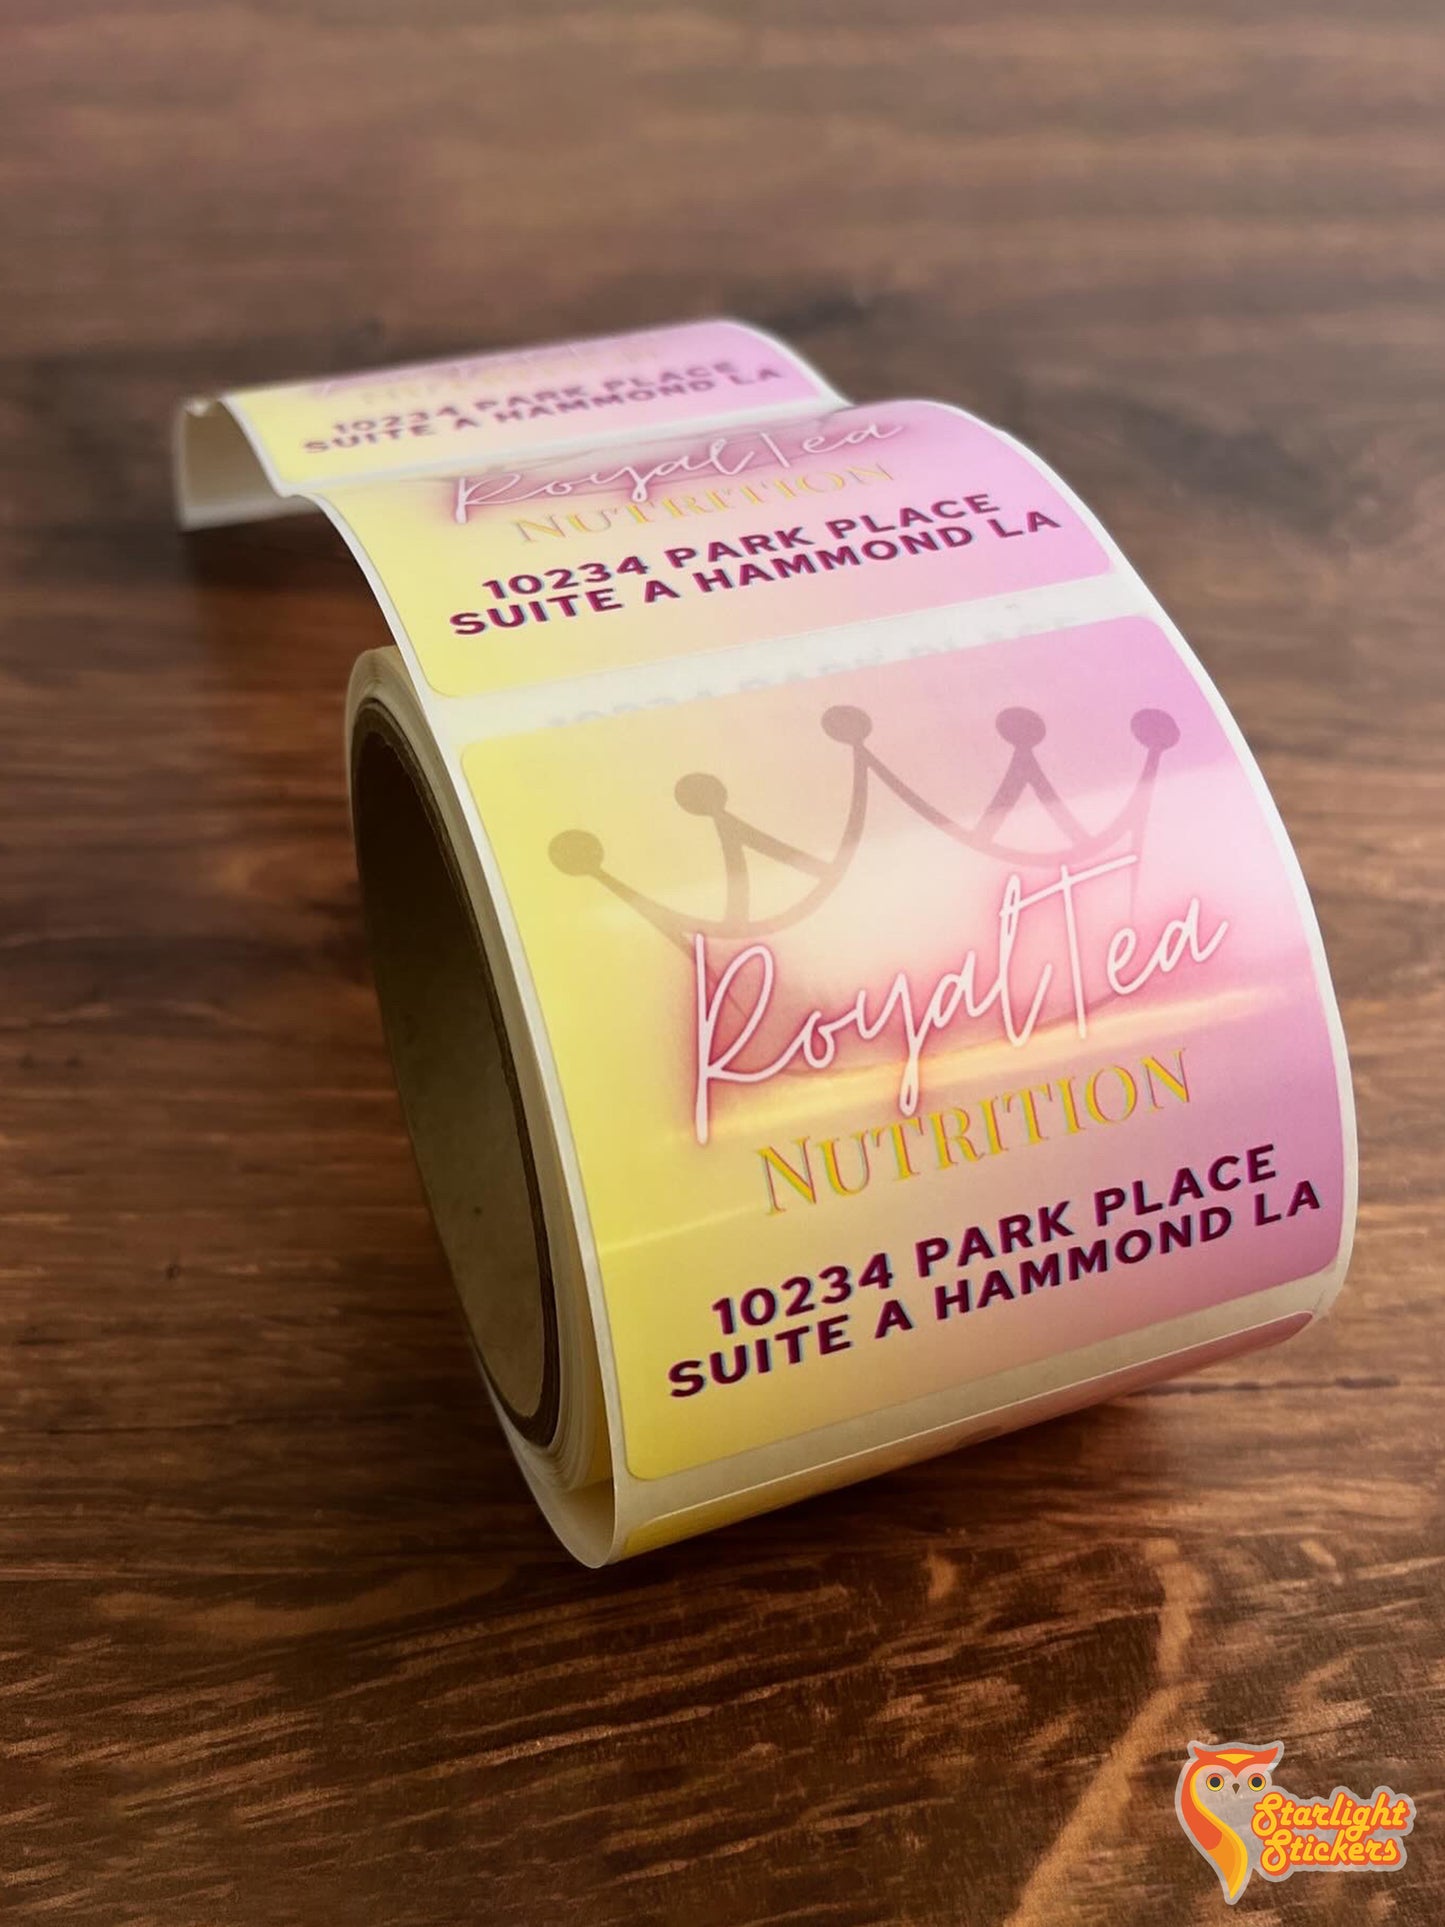 10234 PARK PLACE
SUITE A HAMMOND LA
RoyalTea
NUTRITION
10234 PARK PLACE
SUITE A HAMMOND LA
RoyalTea
NUTRITION
10234 PARK PLACE
SUITE A HAMMOND LA
Starlight
Stickers